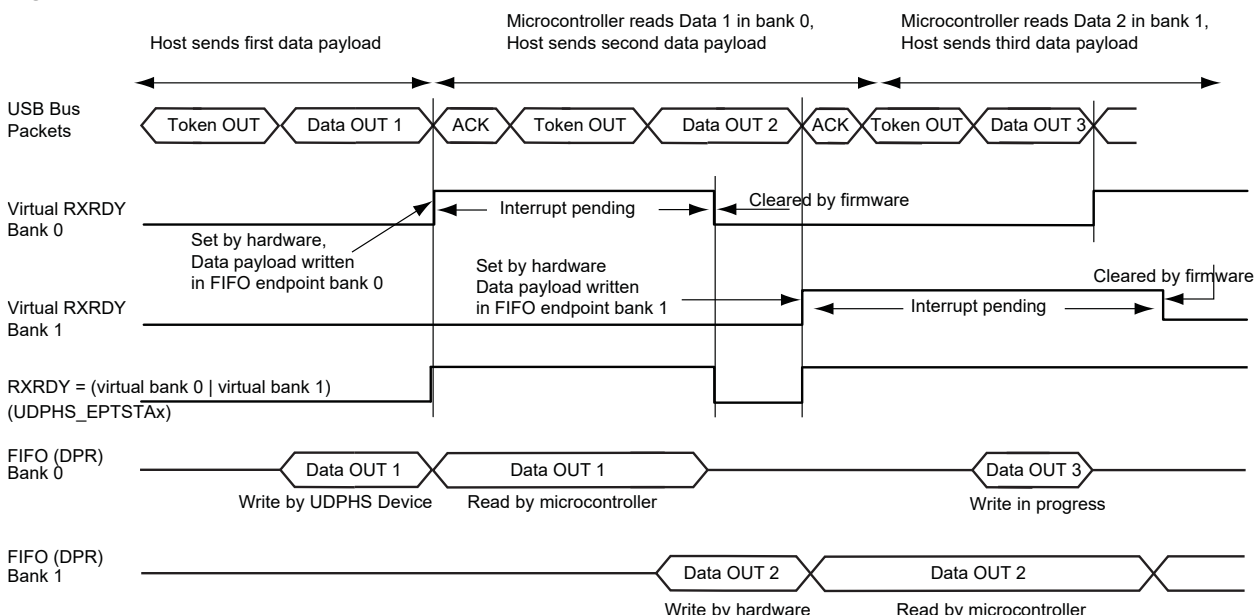 Host sends first data payload
Microcontroller reads Data 1 in bank 0,
Host sends second data payload
Microcontroller reads Data 2 in bank 1,
Host sends third data payload
USB Bus
Packets
Token OUT
Data OUT 1
ACK
Token OUT
Data OUT 2
ACK
Token OUT
Data OUT 3
Virtual RXRDY
Bank 0
Interrupt pending
Cleared by firmware
Set by hardware,
Data payload written
in FIFO endpoint bank 0
Set by hardware
Data payload written
in FIFO endpoint bank 1
Cleared by firmware
Virtual RXRDY
Bank 1
Interrupt pending
RXRDY = (virtual bank 0 | virtual bank 1)
(UDPHS_EPTSTAx)
FIFO (DPR)
Bank 0
Data OUT 1
Data OUT 1
Data OUT 3
Write by UDPHS Device
Read by microcontroller
Write in progress
FIFO (DPR)
Bank 1
Data OUT 2
Data OUT 2
Write by hardware
Read by microcontroller